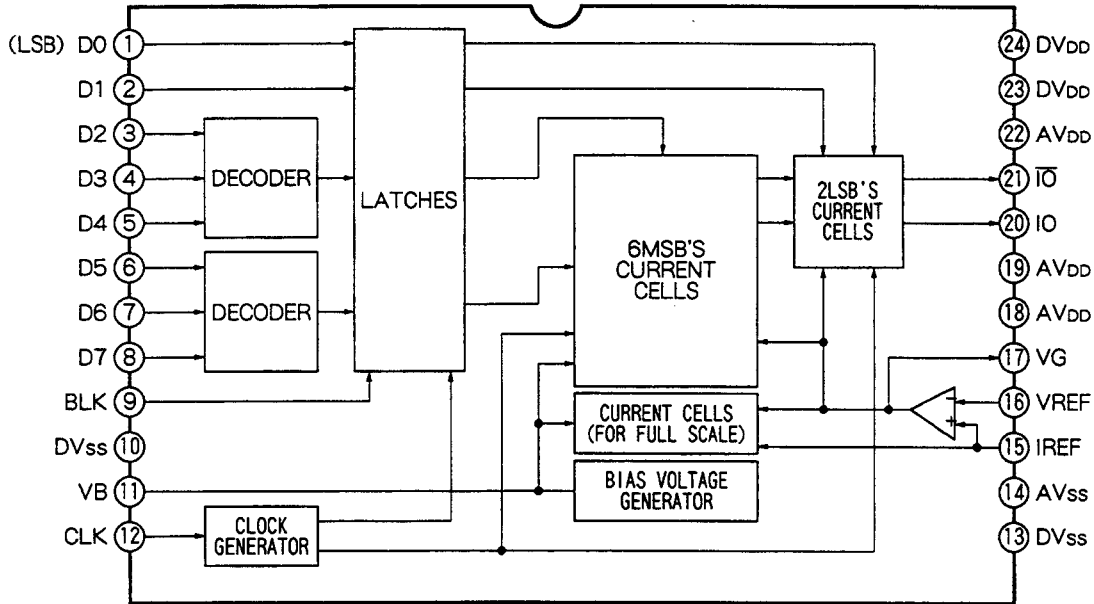 (LSB) D0 1
D1 2
D2 3
D3 4
D4 5
D5 6
D6 7
D7 8
BLK 9
DVss 10
VB 11
CLK 12
DECODER
DECODER
LATCHES
CLOCK
GENERATOR
6MSB'S
CURRENT
CELLS
CURRENT CELLS
(FOR FULL SCALE)
BIAS VOLTAGE
GENERATOR
2LSB'S
CURRENT
CELLS
-
+
24 DVDD
23 DVDD
22 AVDD
21 I̅O̅
20 IO
19 AVDD
18 AVDD
17 VG
16 VREF
15 IREF
14 AVss
13 DVss